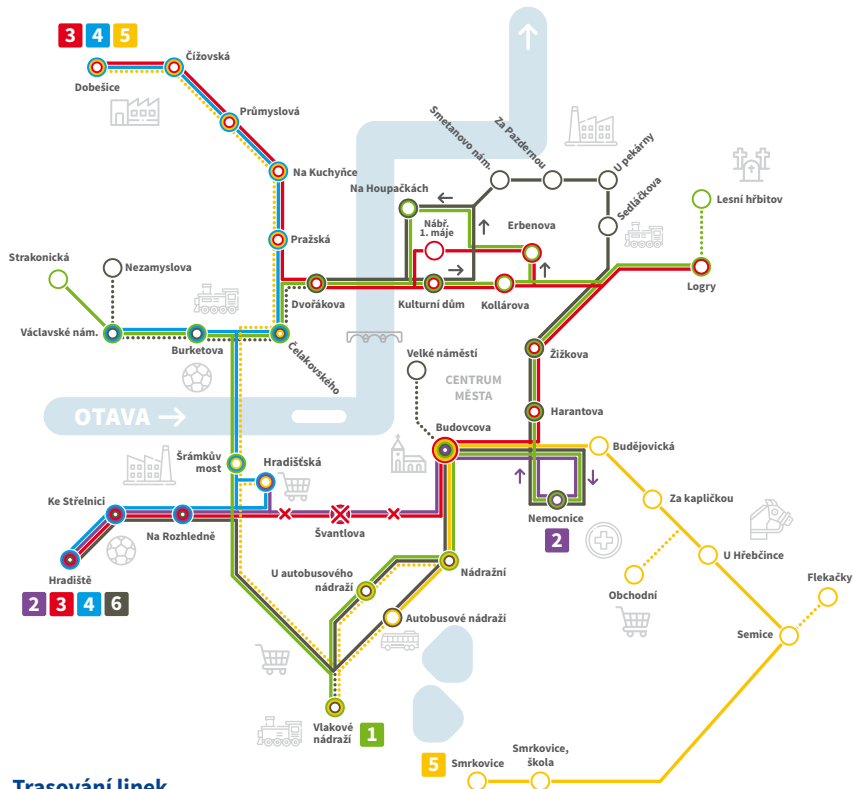 3 4 5
Čížovská
Dobešice
Průmyslová
Na Kuchyňce
Pražská
Smetanovo nám.
Za Pazdernou
U pekárny
Sedláčkova
Na Houpačkách
Nábř.
1. máje
Erbenova
Lesní hřbitov
Strakonická
Nezamyslova
Dvořákova
Kulturní dům
Kollárova
Logry
Václavské nám.
Burketova
Čelakovského
Velké náměstí
Žižkova
CENTRUM
MĚSTA
OTAVA
Harantova
Budovcova
Budějovická
Šrámkův
most
Hradišťská
Za kapličkou
Ke Střelnici
Na Rozhledně
Švantlova
Nemocnice
2
U Hřebčince
Hradiště
2 3 4 6
U autobusového
nádraží
Nádražní
Obchodní
Flekačky
Autobusové nádraží
Semice
Vlakové
nádraží
1
5
Smrkovice
Smrkovice,
škola
Trasování linek